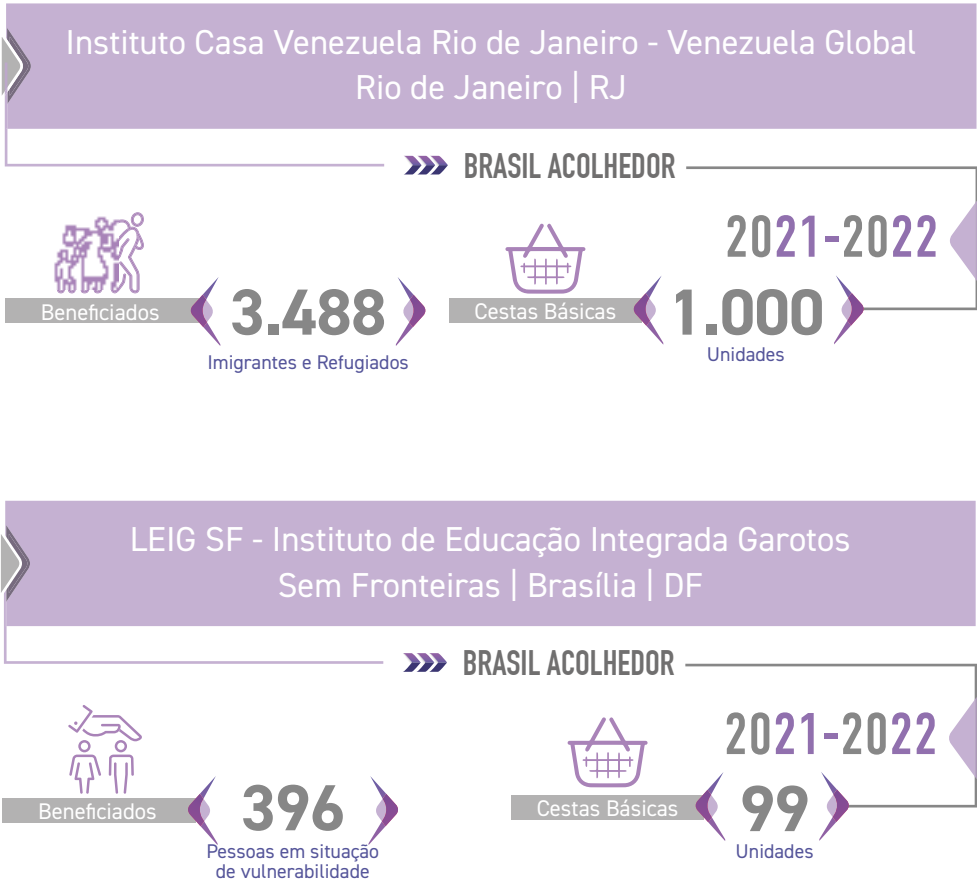 Instituto Casa Venezuela Rio de Janeiro - Venezuela Global
Rio de Janeiro | RJ
BRASIL ACOLHEDOR
2021-2022
Beneficiados
3.488
Imigrantes e Refugiados
Cestas Básicas
1.000
Unidades
LEIG SF - Instituto de Educação Integrada Garotos
Sem Fronteiras | Brasília | DF
BRASIL ACOLHEDOR
2021-2022
Beneficiados
396
Pessoas em situação
de vulnerabilidade
Cestas Básicas
99
Unidades